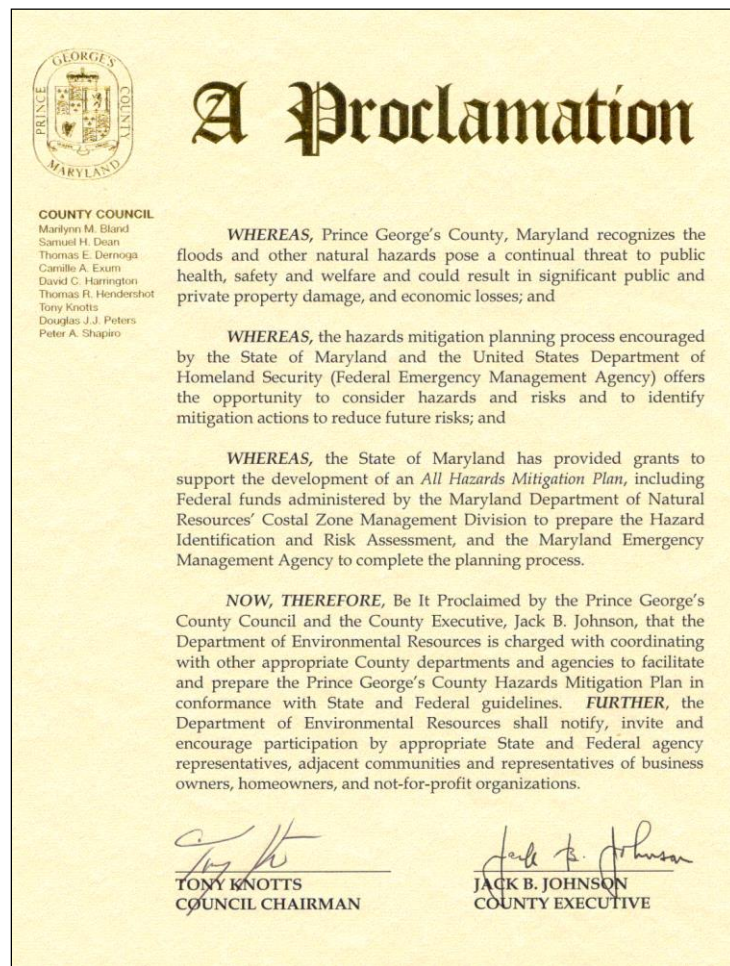 GEORGE'S
PRINCE
COUNTY
MARYLAND
A Proclamation
COUNTY COUNCIL
Marilynn M. Bland
Samuel H. Dean
Thomas E. Dernoga
Camille A. Exum
David C. Harrington
Thomas R. Hendershot
Tony Knotts
Douglas J.J. Peters
Peter A. Shapiro
WHEREAS, Prince George's County, Maryland recognizes the
floods and other natural hazards pose a continual threat to public
health, safety and welfare and could result in significant public and
private property damage, and economic losses; and
WHEREAS, the hazards mitigation planning process encouraged
by the State of Maryland and the United States Department of
Homeland Security (Federal Emergency Management Agency) offers
the opportunity to consider hazards and risks and to identify
mitigation actions to reduce future risks; and
WHEREAS, the State of Maryland has provided grants to
support the development of an All Hazards Mitigation Plan, including
Federal funds administered by the Maryland Department of Natural
Resources' Costal Zone Management Division to prepare the Hazard
Identification and Risk Assessment, and the Maryland Emergency
Management Agency to complete the planning process.
NOW, THEREFORE, Be It Proclaimed by the Prince George's
County Council and the County Executive, Jack B. Johnson, that the
Department of Environmental Resources is charged with coordinating
with other appropriate County departments and agencies to facilitate
and prepare the Prince George's County Hazards Mitigation Plan in
conformance with State and Federal guidelines. FURTHER, the
Department of Environmental Resources shall notify, invite and
encourage participation by appropriate State and Federal agency
representatives, adjacent communities and representatives of business
owners, homeowners, and not-for-profit organizations.
Jack B. Johnson
TONY KNOTTS
COUNCIL CHAIRMAN
JACK B. JOHNSON
COUNTY EXECUTIVE